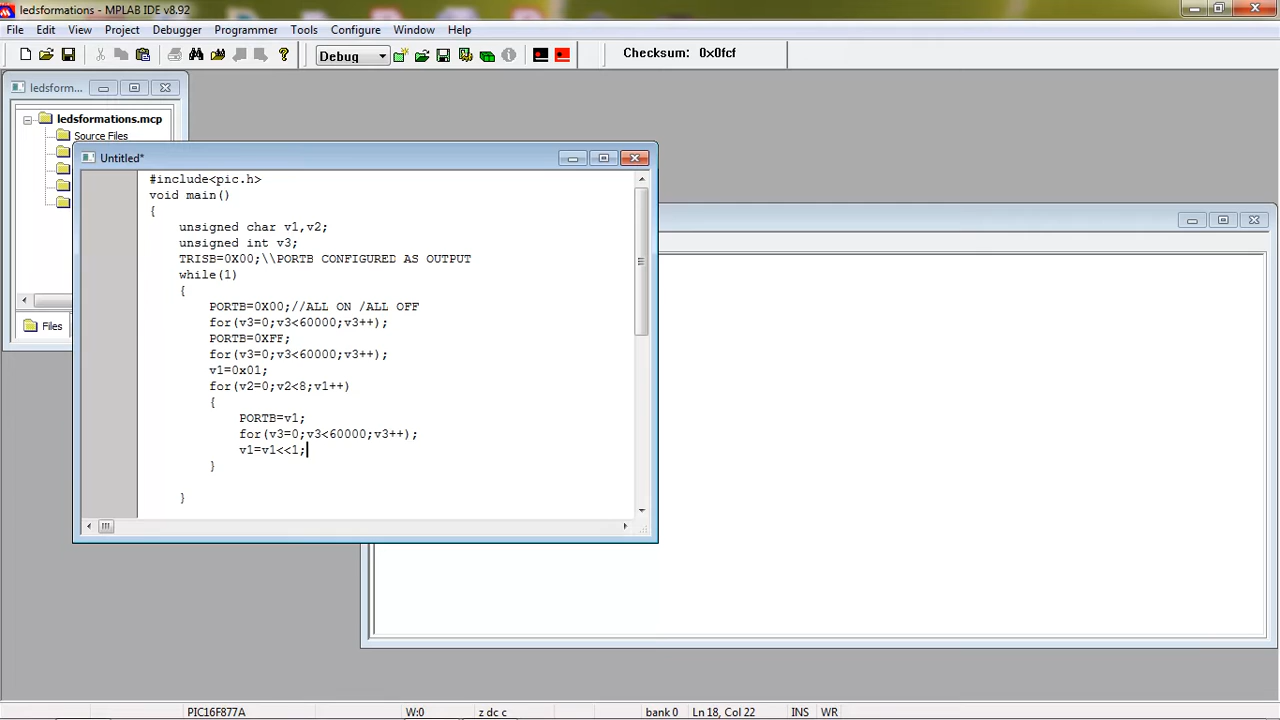 ledsformations - MPLAB IDE v8.92
File Edit View Project Debugger Programmer Tools Configure Window Help
Debug
Checksum: 0x0fcf
ledsform...
ledsformations.mcp
Source Files
Files
Untitled*
#include<pic.h>
void main()
{
unsigned char v1,v2;
unsigned int v3;
TRISB=0X00;\\PORTB CONFIGURED AS OUTPUT
while(1)
{
PORTB=0X00;//ALL ON /ALL OFF
for(v3=0;v3<60000;v3++);
PORTB=0XFF;
for(v3=0;v3<60000;v3++);
v1=0x01;
for(v2=0;v2<8;v1++)
{
PORTB=v1;
for(v3=0;v3<60000;v3++);
v1=v1<<1;
}
}
PIC16F877A W:0 z dc c bank 0 Ln 18, Col 22 INS WR